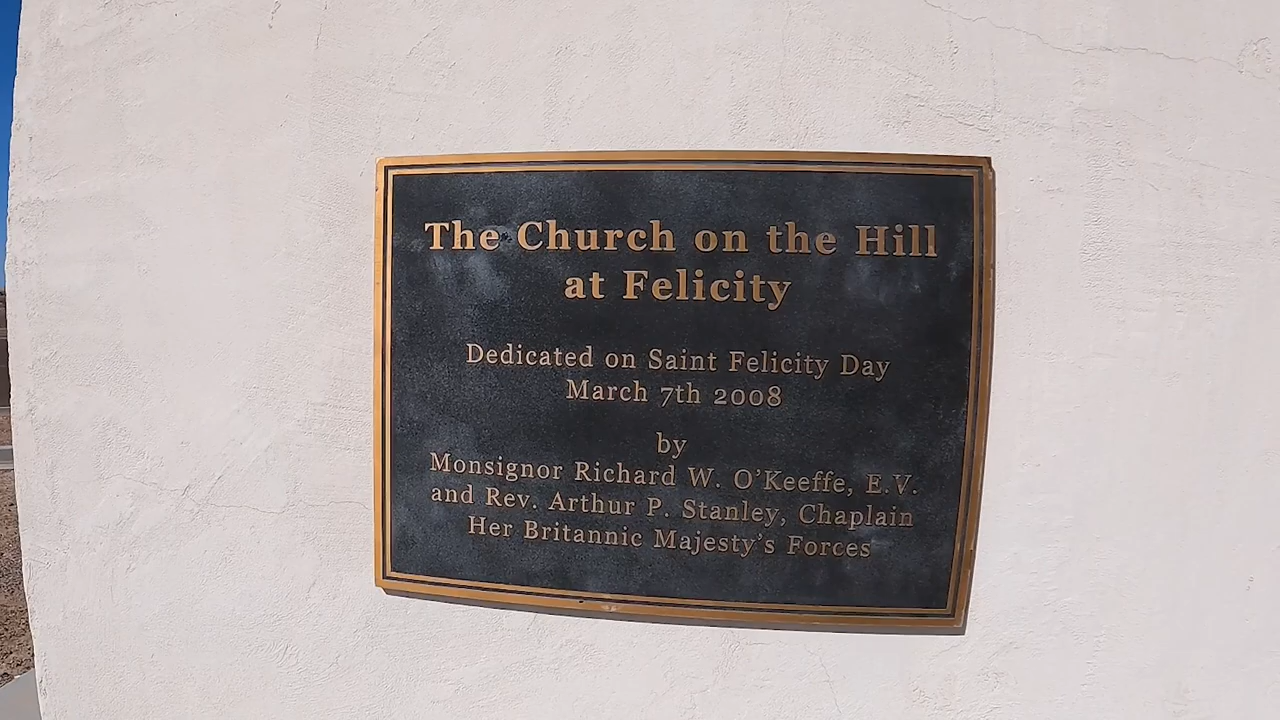 The Church on the Hill
at Felicity
Dedicated on Saint Felicity Day
March 7th 2008
by
Monsignor Richard W. O'Keeffe, E.V.
and Rev. Arthur P. Stanley, Chaplain
Her Britannic Majesty's Forces